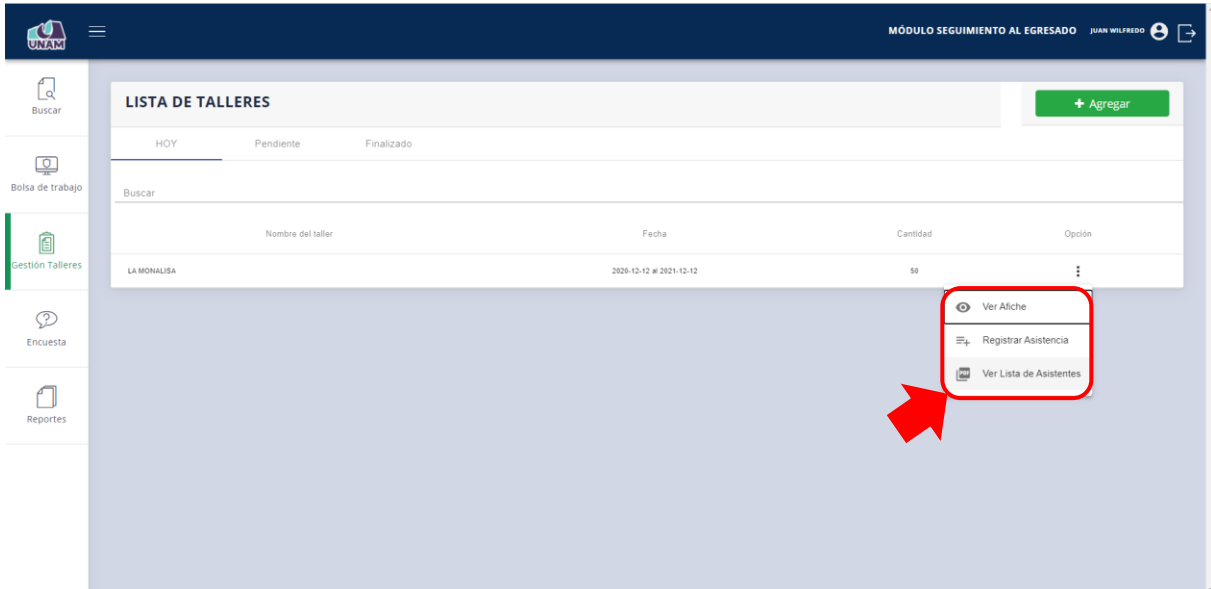 UNAM
MÓDULO SEGUIMIENTO AL EGRESADO JUAN WILFREDO
Buscar
Bolsa de trabajo
Gestión Talleres
Encuesta
Reportes
LISTA DE TALLERES
+ Agregar
HOY Pendiente Finalizado
Buscar
Nombre del taller Fecha Cantidad Opción
LA MONALISA 2020-12-12 al 2021-12-12 50
Ver Afiche
Registrar Asistencia
PDF Ver Lista de Asistentes